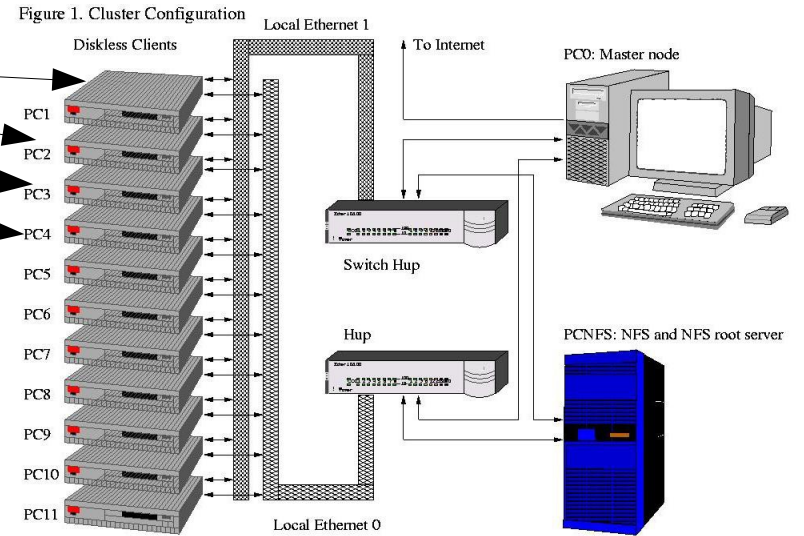 Figure 1. Cluster Configuration
Local Ethernet 1
Diskless Clients
To Internet
PC0: Master node
PC1
PC2
PC3
PC4
PC5
PC6
PC7
PC8
PC9
PC10
PC11
Switch Hup
Hup
PCNFS: NFS and NFS root server
Local Ethernet 0